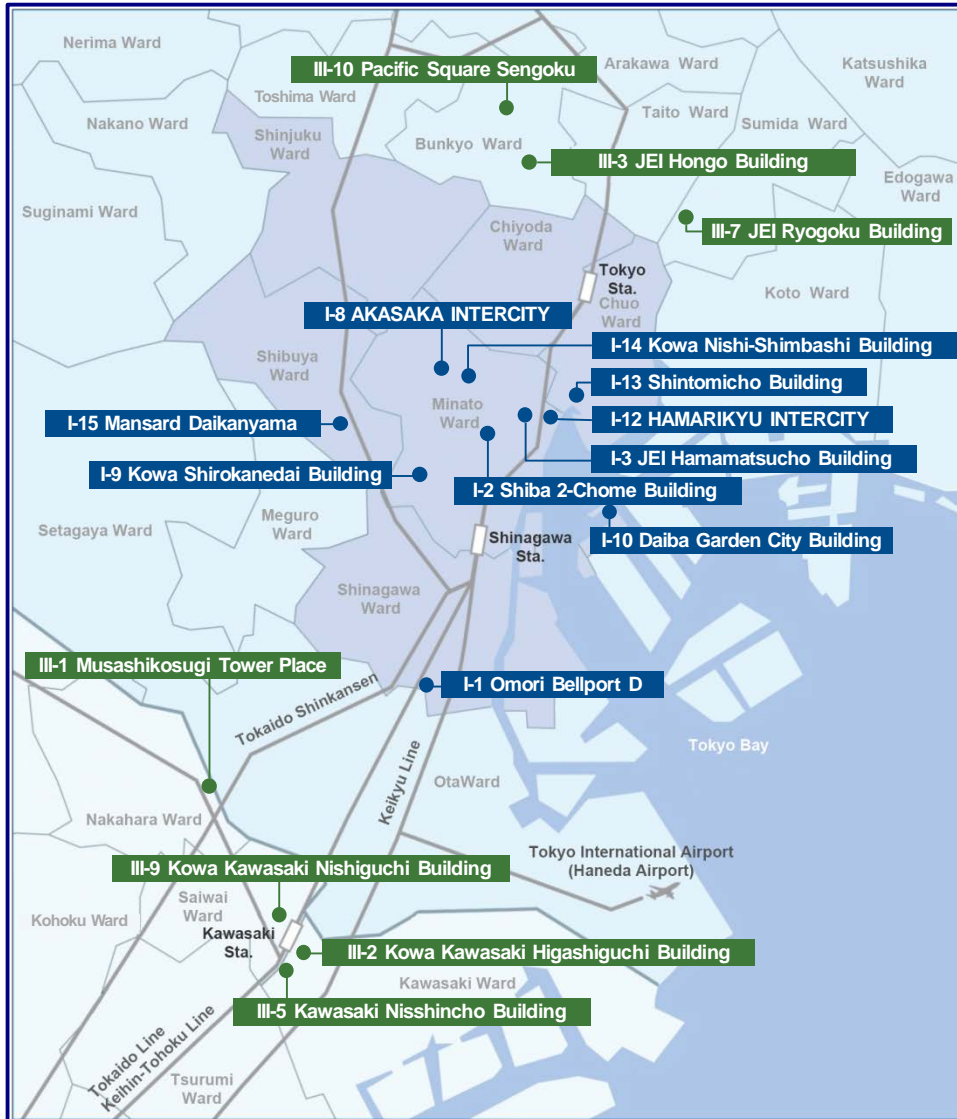 Nerima Ward
III-10 Pacific Square Sengoku
Arakawa Ward
Katsushika
Ward
Toshima Ward
Taito Ward
Nakano Ward
Shinjuku
Ward
Bunkyo Ward
Sumida Ward
III-3 JEI Hongo Building
Edogawa
Ward
Suginami Ward
Chiyoda
Ward
III-7 JEI Ryogoku Building
Tokyo
Sta.
Koto Ward
Chuo
Ward
I-8 AKASAKA INTERCITY
I-14 Kowa Nishi-Shimbashi Building
Shibuya
Ward
I-13 Shintomicho Building
Minato
Ward
I-15 Mansard Daikanyama
I-12 HAMARIKYU INTERCITY
I-3 JEI Hamamatsucho Building
I-9 Kowa Shirokanedai Building
I-2 Shiba 2-Chome Building
Setagaya Ward
Meguro
Ward
Shinagawa
Sta.
I-10 Daiba Garden City Building
Shinagawa
Ward
III-1 Musashikosugi Tower Place
I-1 Omori Bellport D
Tokaido Shinkansen
Keikyu Line
Tokyo Bay
OtaWard
Nakahara Ward
Tokyo International Airport
(Haneda Airport)
III-9 Kowa Kawasaki Nishiguchi Building
Saiwai
Ward
Kohoku Ward
Kawasaki
Sta.
III-2 Kowa Kawasaki Higashiguchi Building
Kawasaki Ward
III-5 Kawasaki Nisshincho Building
Tokaido Line
Keihin-Tohoku Line
Tsurumi
Ward